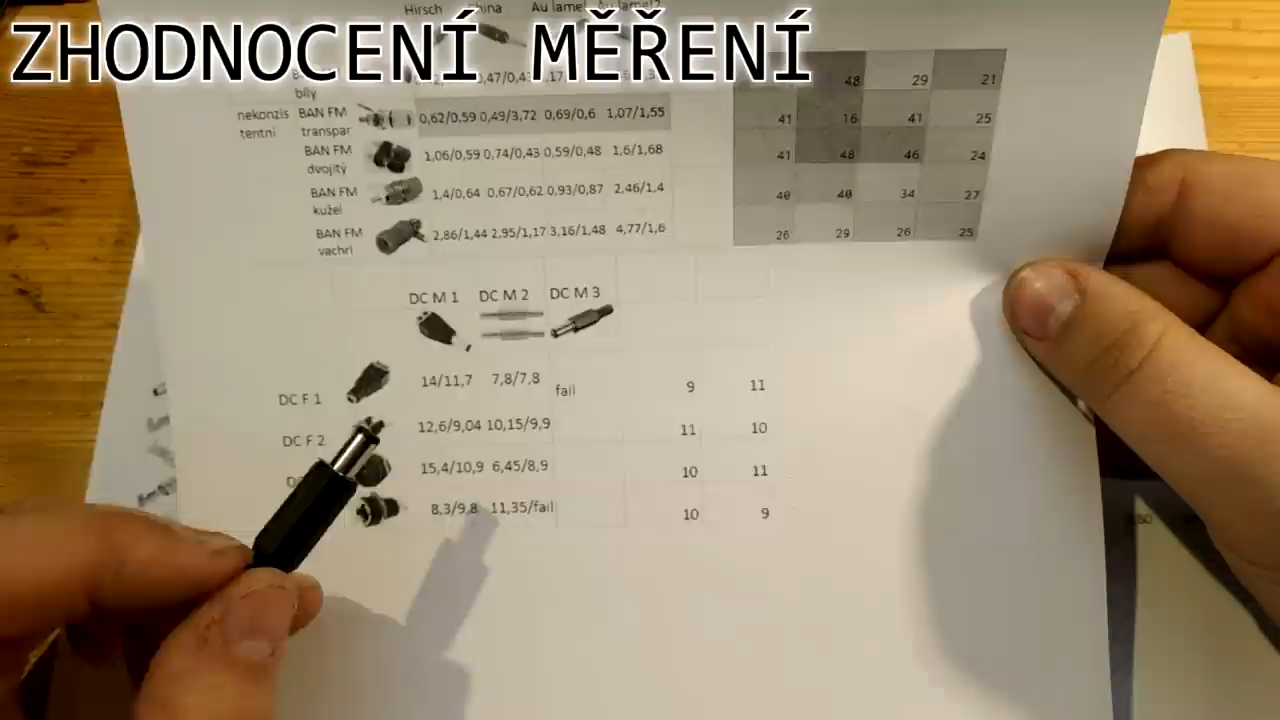 ZHODNOCENÍ MĚŘENÍ
Hirsch China Au lamel Au lamel2
bílý 48 29 21
nekonzis tentní BAN FM transpar 0,62/0.59 0,49/3,72 0,69/0,6 1,07/1,55 41 16 41 25
BAN FM dvojitý 1,06/0,59 0,74/0,43 0,59/0,48 1,6/1,68 41 48 46 24
BAN FM kužel 1,4/0,64 0,67/0,62 0,93/0,87 2,46/1,4 40 40 34 27
BAN FM vachrl 2,86/1,44 2,95/1,17 3,16/1,48 4,77/1,6 26 29 26 25
DC M 1 DC M 2 DC M 3
DC F 1 14/11,7 7,8/7,8 fail 9 11
DC F 2 12,6/9,04 10,15/9,9 11 10
15,4/10,9 6,45/8,9 10 11
8,3/9,8 11,35/fail 10 9